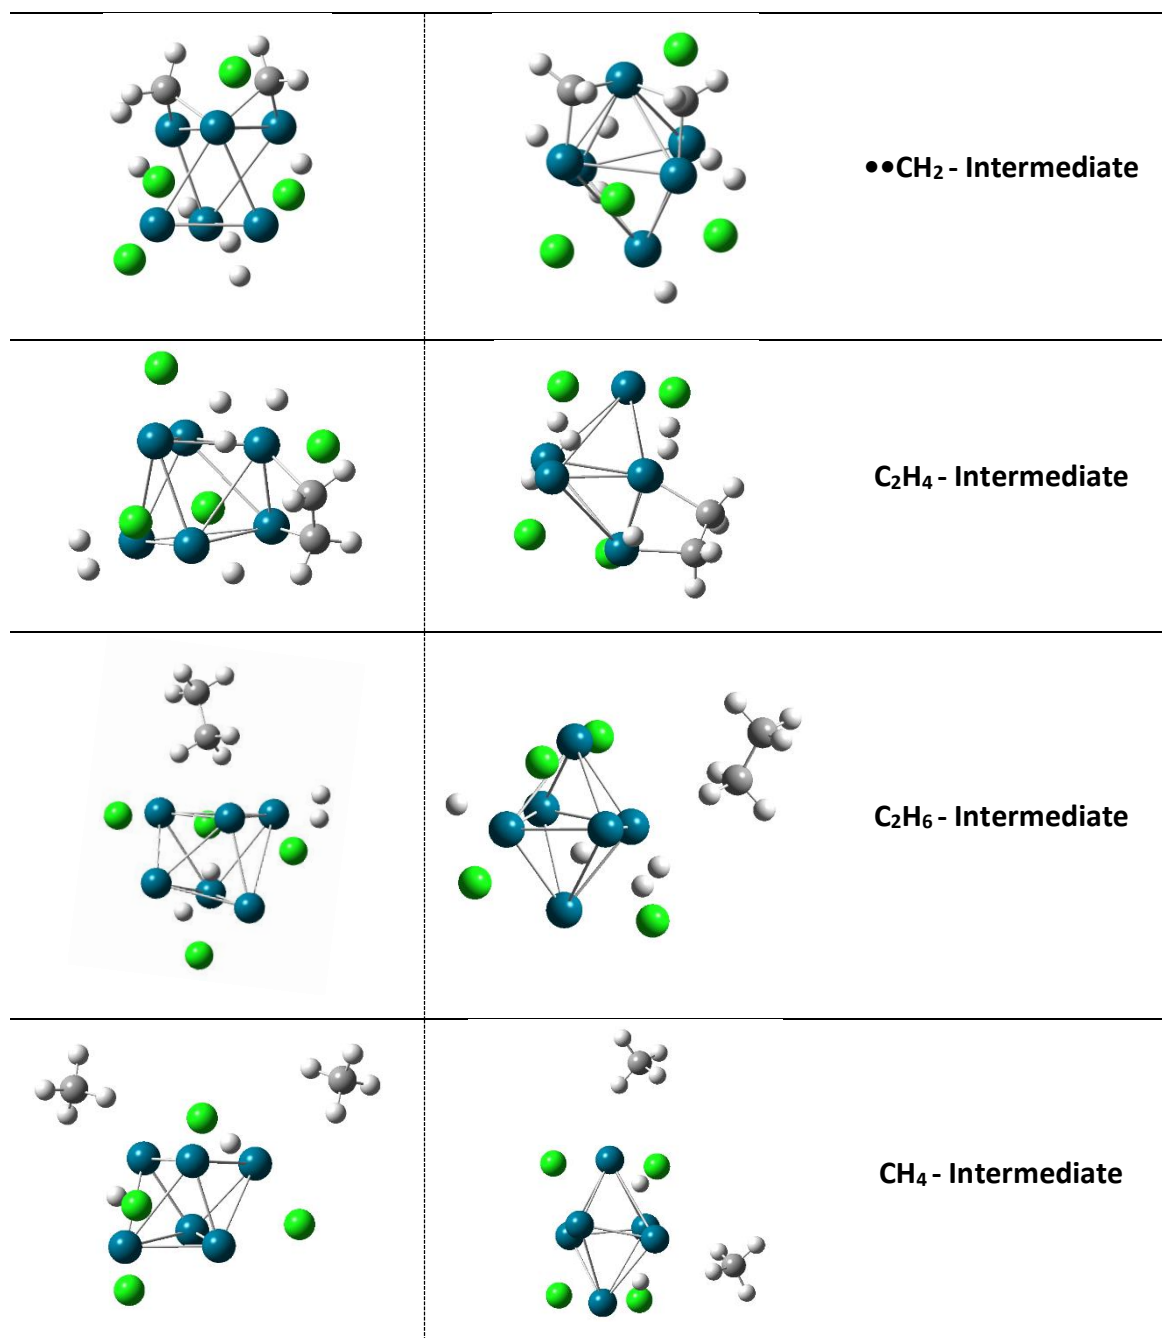 ••CH₂ - Intermediate
C₂H₄ - Intermediate
C₂H₆ - Intermediate
CH₄ - Intermediate